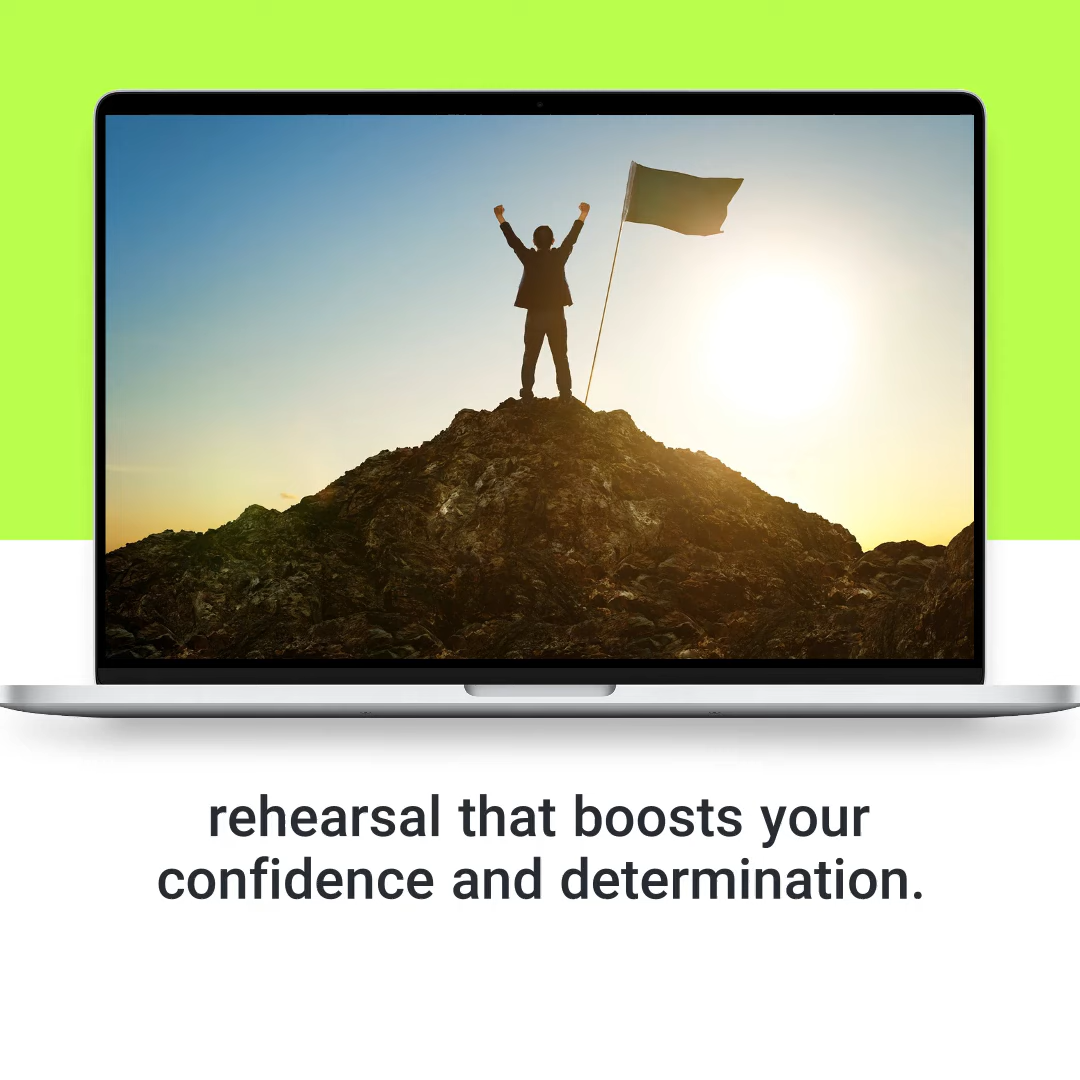 rehearsal that boosts your
confidence and determination.